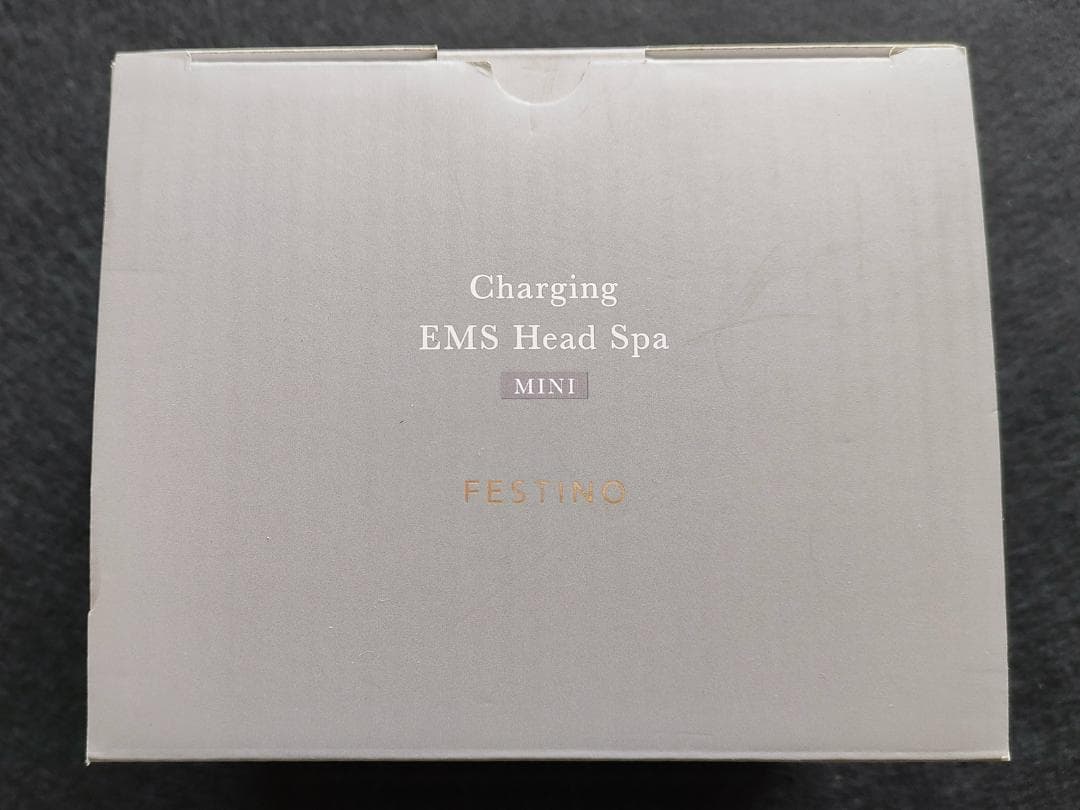 Charging
EMS Head Spa
MINI
FESTINO